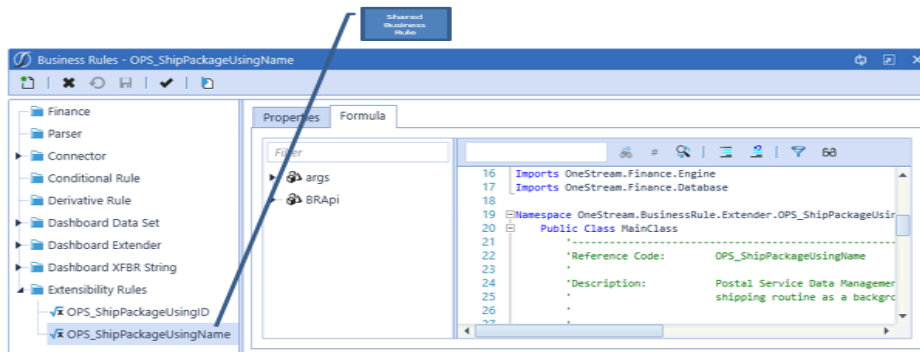 Shared
Business
Rule
Business Rules - OPS_ShipPackageUsingName
Finance
Parser
Connector
Conditional Rule
Derivative Rule
Dashboard Data Set
Dashboard Extender
Dashboard XFBR String
Extensibility Rules
OPS_ShipPackageUsingID
OPS_ShipPackageUsingName
Properties Formula
Filter
args
BRApi
16 Imports OneStream.Finance.Engine
17 Imports OneStream.Finance.Database
18
19 Namespace OneStream.BusinessRule.Extender.OPS_ShipPackageUsin
20 Public Class MainClass
21 '------------------------------------------------------------
22 'Reference Code: OPS_ShipPackageUsingName
23 '
24 'Description: Postal Service Data Managemen
25 ' shipping routine as a backgro
26 '
27 '